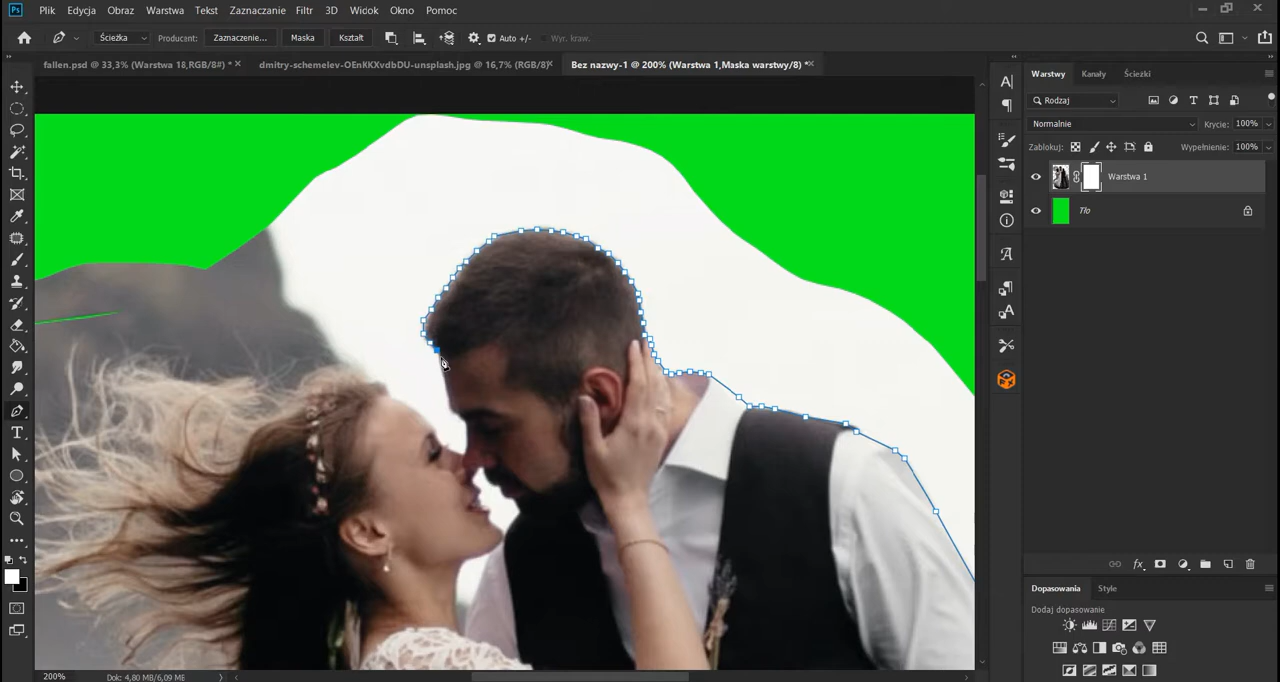 Ps Plik Edycja Obraz Warstwa Tekst Zaznaczanie Filtr 3D Widok Okno Pomoc
Ścieżka Producent: Zaznaczenie... Maska Kształt Auto +/- Wyr. kraw.
fallen.psd @ 33,3% (Warstwa 18,RGB/8#) * × dmitry-schemelev-OEnKKXvdbDU-unsplash.jpg @ 16,7% (RGB/8) × Bez nazwy-1 @ 200% (Warstwa 1,Maska warstwy/8) * ×
Warstwy Kanały Ścieżki
Rodzaj
Normalnie Krycie: 100%
Zablokuj: Wypełnienie: 100%
Warstwa 1
Tło
fx
Dopasowania Style
Dodaj dopasowanie
200% Dok: 4,80 MB/6,09 MB